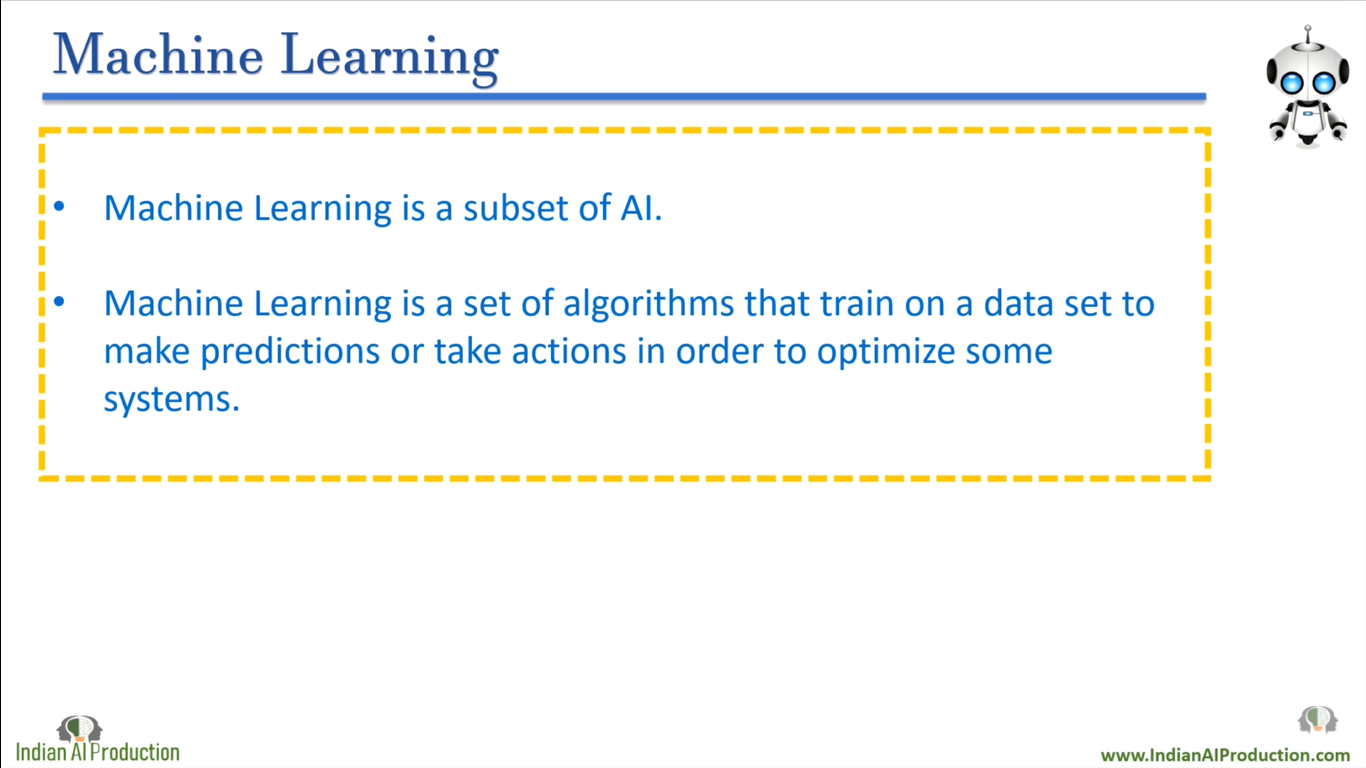 Machine Learning
• Machine Learning is a subset of AI.
• Machine Learning is a set of algorithms that train on a data set to
make predictions or take actions in order to optimize some
systems.
Indian AI Production
www.IndianAIProduction.com